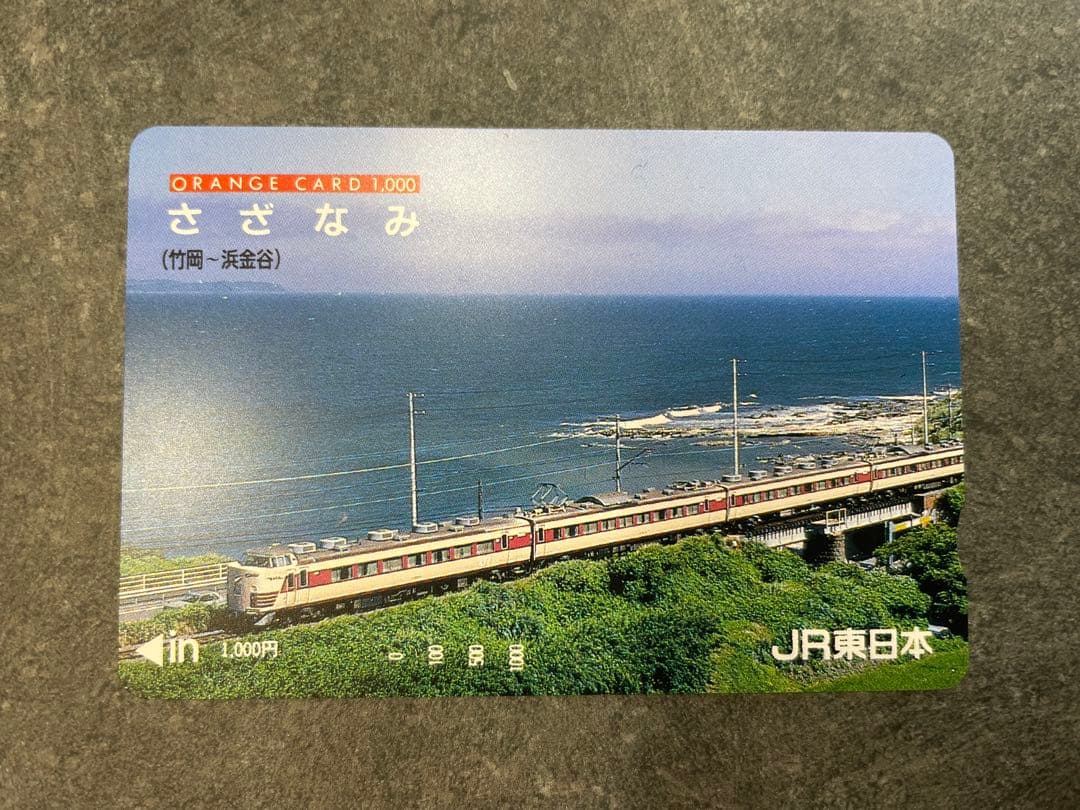 ORANGE CARD 1,000
さざなみ
(竹岡～浜金谷)
◀in 1,000円 0 100 500 1000
JR東日本